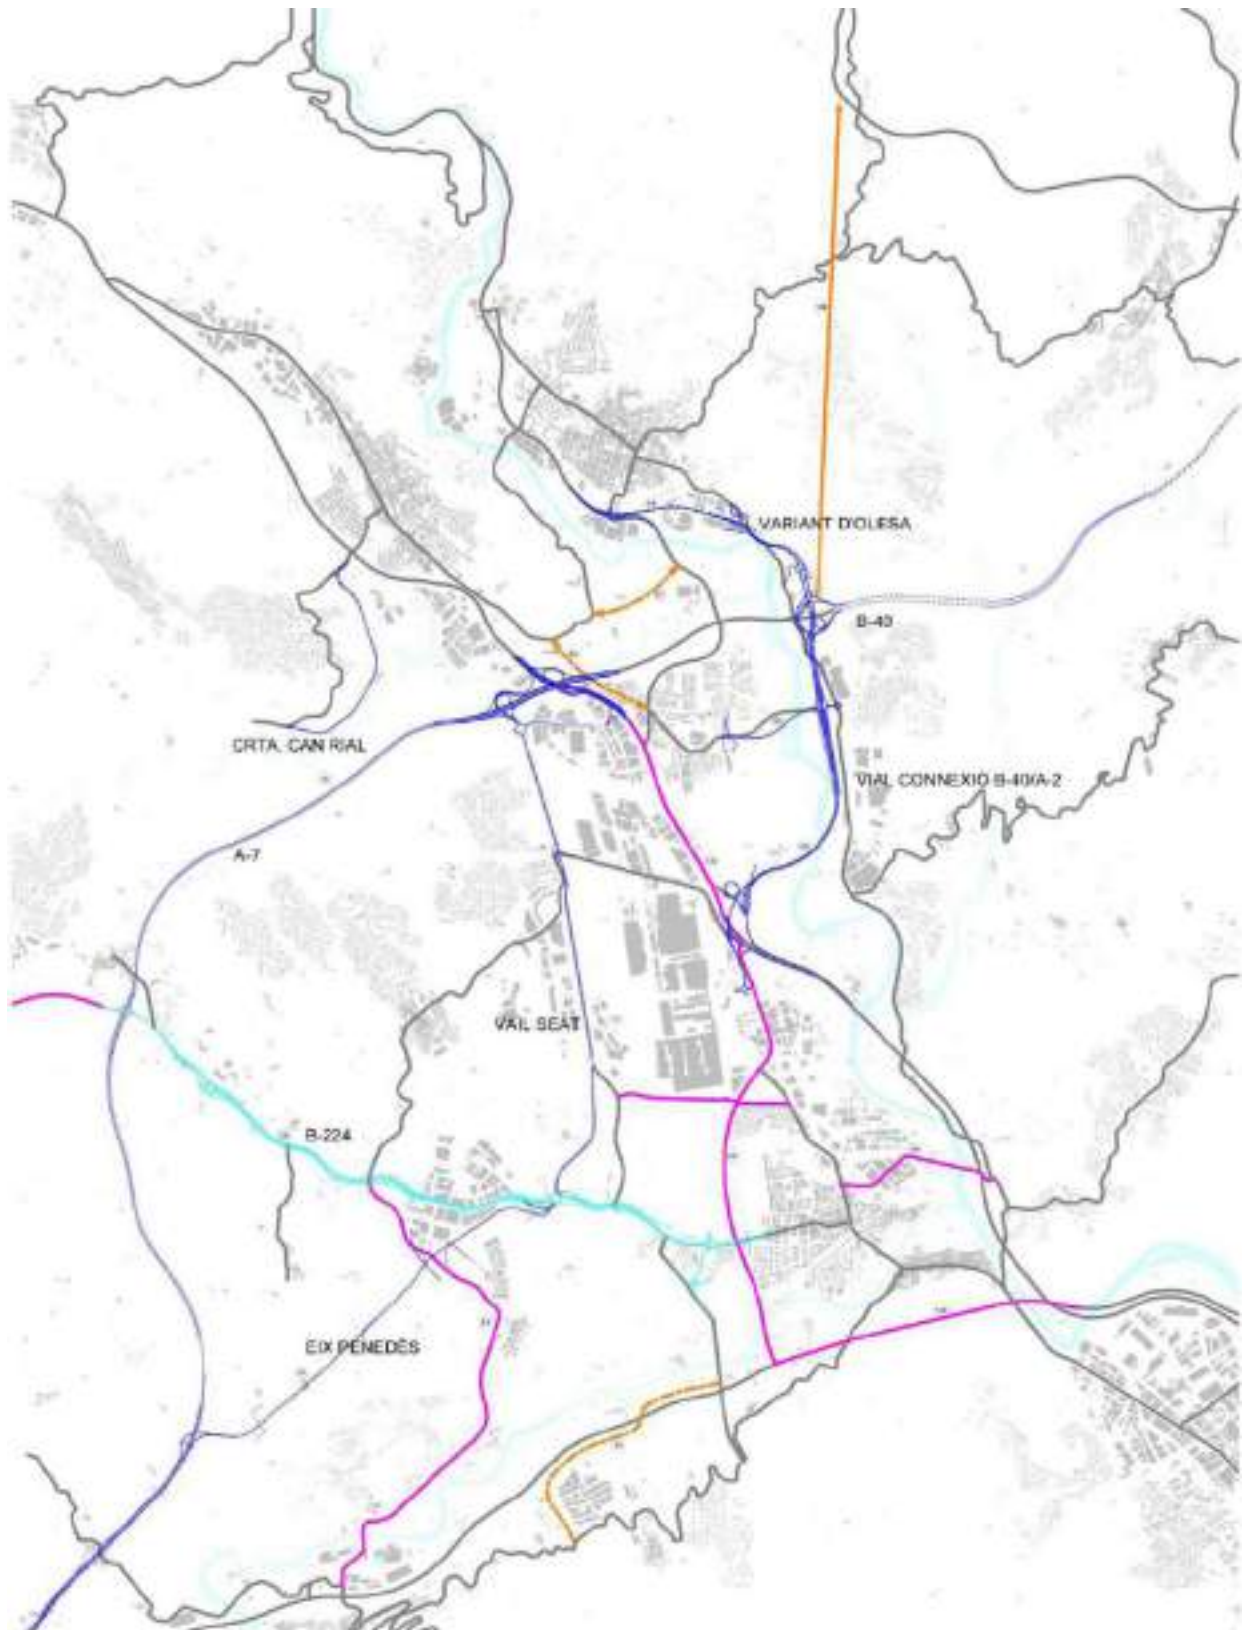 VARIANT D'OLESA
B-40
CRTA. CAN RIAL
VIAL CONNEXIO B-40/A-2
A-7
VAIL SEAT
B-224
EIX PENEDÈS